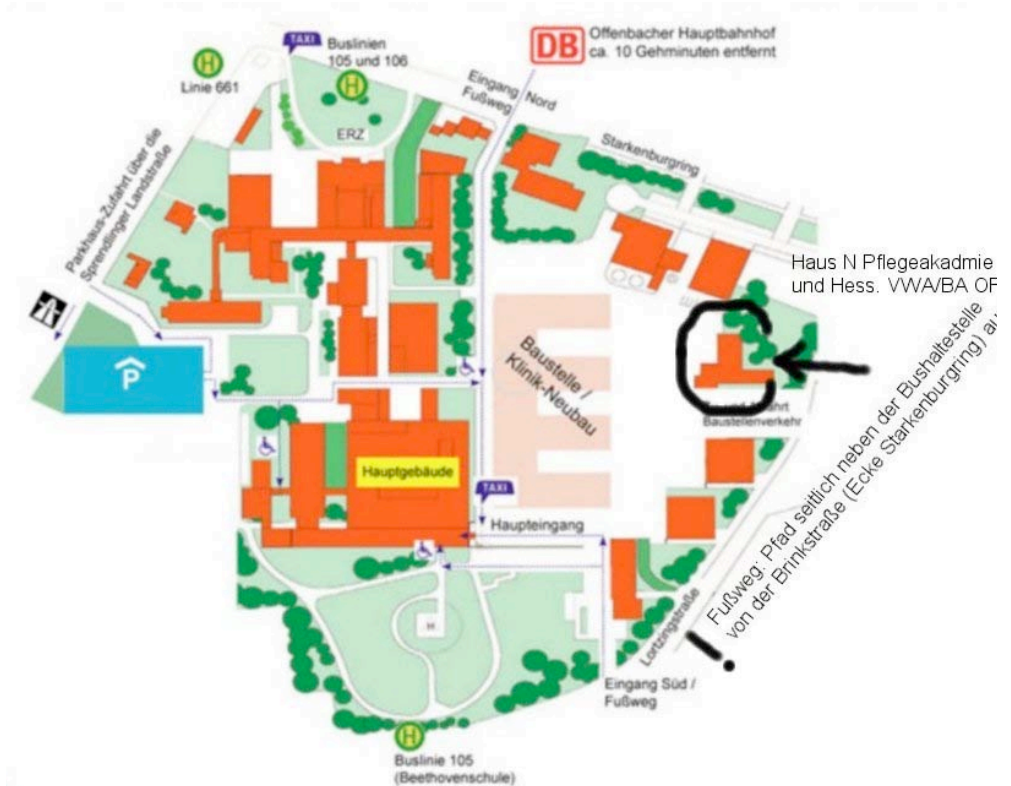 TAXI
Buslinien
105 und 106
H
H
Linie 661
DB
Offenbacher Hauptbahnhof
ca. 10 Gehminuten entfernt
Eingang Nord
Fußweg
ERZ
Starkenburgring
Parkhaus-Zufahrt über die
Sprendlinger Landstraße
Haus N Pflegeakadmie
und Hess. VWA/BA OF
P
Baustelle /
Klinik-Neubau
Baustellenverkehr
Hauptgebäude
TAXI
Haupteingang
Fußweg: Pfad seitlich neben der Bushaltestelle
von der Brinkstraße (Ecke Starkenburgring) au
!
H
Lortzingstraße
Eingang Süd /
Fußweg
H
Buslinie 105
(Beethovenschule)